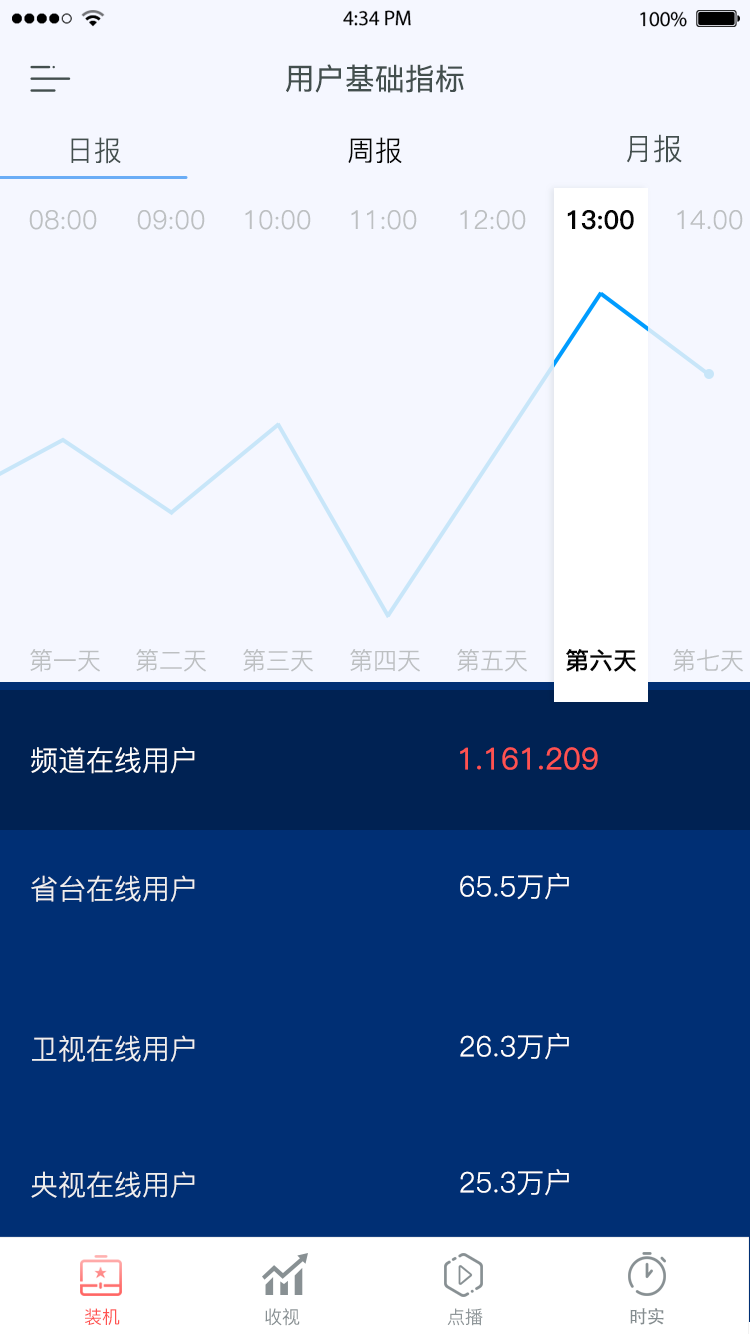 4:34 PM 100%
用户基础指标
日报 周报 月报
08:00 09:00 10:00 11:00 12:00 13:00 14.00
第一天 第二天 第三天 第四天 第五天 第六天 第七天
频道在线用户 1.161.209
省台在线用户 65.5万户
卫视在线用户 26.3万户
央视在线用户 25.3万户
装机 收视 点播 时实